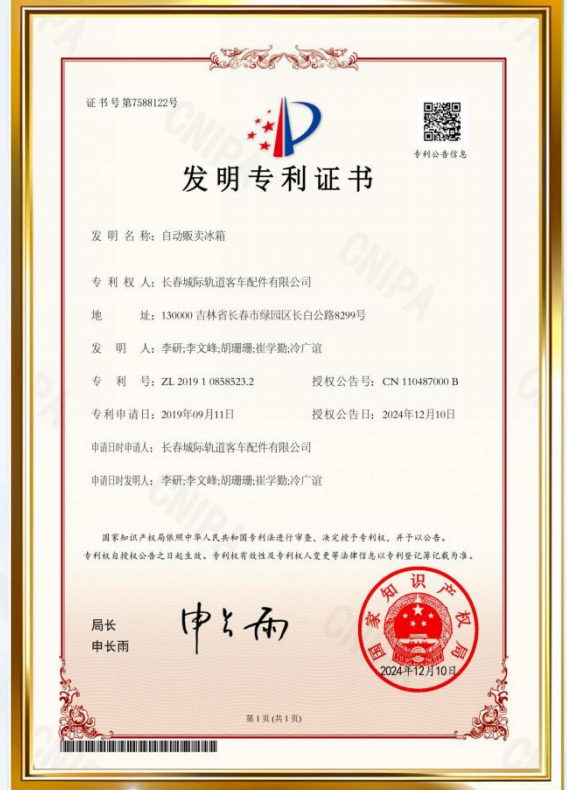 证书号第7588122号
专利公告信息
发明专利证书
发明名称：自动贩卖冰箱
专利权人：长春城际轨道客车配件有限公司
地址：130000 吉林省长春市绿园区长白公路8299号
发明人：李研;李文峰;胡珊珊;崔学勤;冷广谊
专利号：ZL 2019 1 0858523.2 授权公告号：CN 110487000 B
专利申请日：2019年09月11日 授权公告日：2024年12月10日
申请日时申请人：长春城际轨道客车配件有限公司
申请日时发明人：李研;李文峰;胡珊珊;崔学勤;冷广谊
国家知识产权局依照中华人民共和国专利法进行审查，决定授予专利权，并予以公告。
专利权自授权公告之日起生效。专利权有效性及专利权人变更等法律信息以专利登记簿记载为准。
局长
申长雨
申长雨
国家知识产权局
2024年12月10日
第 1 页 (共 1 页)
CNIPA